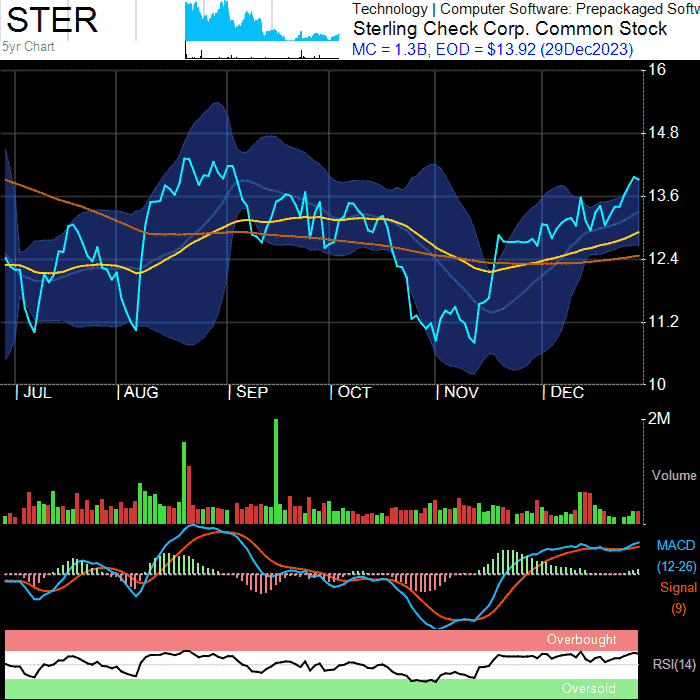 STER
5yr Chart
Technology | Computer Software: Prepackaged Softw
Sterling Check Corp. Common Stock
MC = 1.3B, EOD = $13.92 (29Dec2023)
16
14.8
13.6
12.4
11.2
10
JUL
AUG
SEP
OCT
NOV
DEC
2M
Volume
MACD
(12-26)
Signal
(9)
Overbought
RSI(14)
Oversold